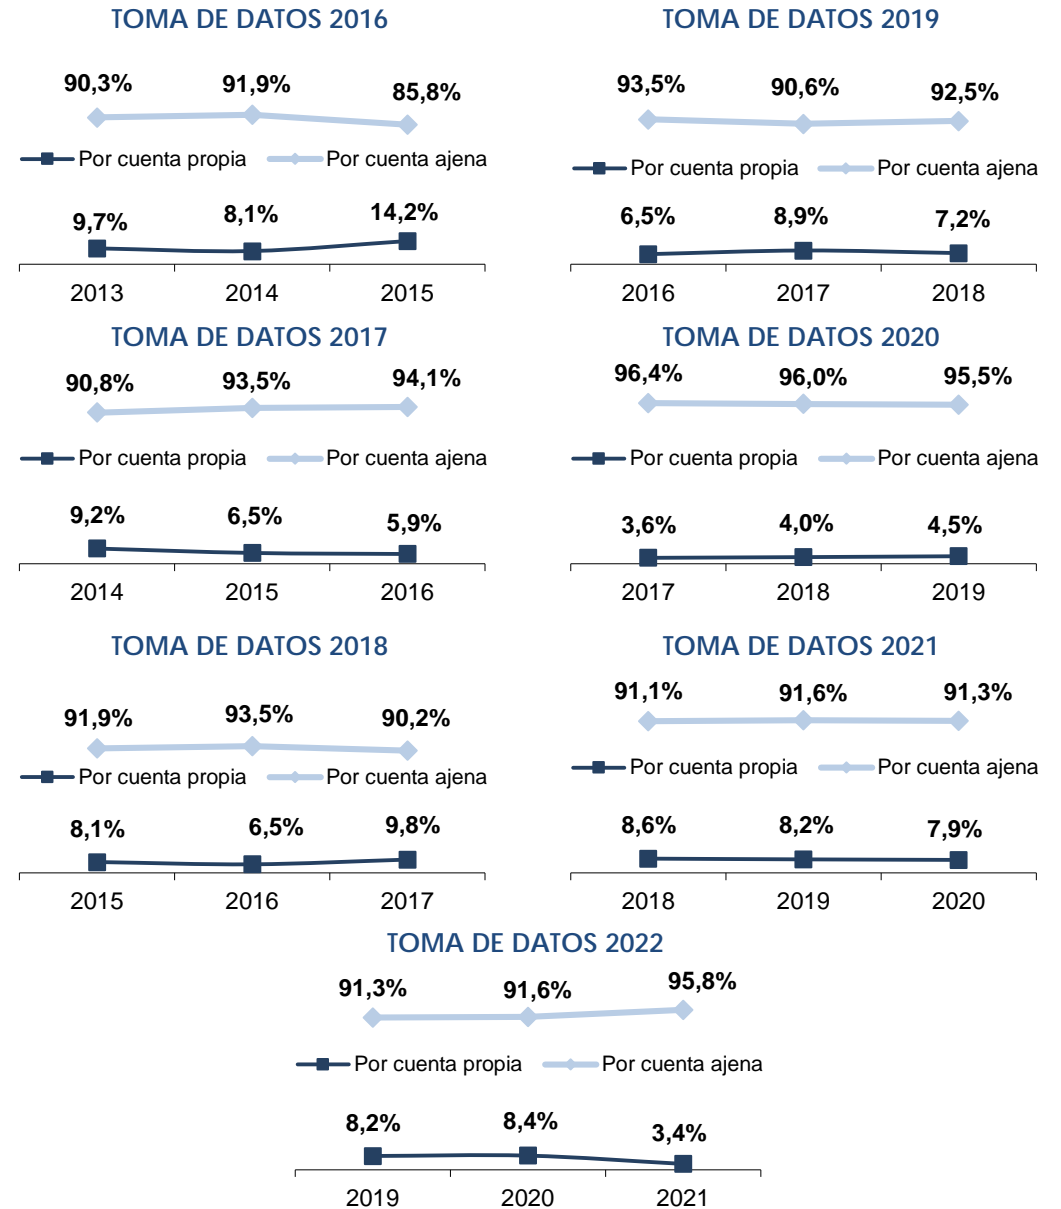 TOMA DE DATOS 2016
90,3% 91,9% 85,8%
Por cuenta propia Por cuenta ajena
9,7% 8,1% 14,2%
2013 2014 2015
TOMA DE DATOS 2019
93,5% 90,6% 92,5%
Por cuenta propia Por cuenta ajena
6,5% 8,9% 7,2%
2016 2017 2018
TOMA DE DATOS 2017
90,8% 93,5% 94,1%
Por cuenta propia Por cuenta ajena
9,2% 6,5% 5,9%
2014 2015 2016
TOMA DE DATOS 2020
96,4% 96,0% 95,5%
Por cuenta propia Por cuenta ajena
3,6% 4,0% 4,5%
2017 2018 2019
TOMA DE DATOS 2018
91,9% 93,5% 90,2%
Por cuenta propia Por cuenta ajena
8,1% 6,5% 9,8%
2015 2016 2017
TOMA DE DATOS 2021
91,1% 91,6% 91,3%
Por cuenta propia Por cuenta ajena
8,6% 8,2% 7,9%
2018 2019 2020
TOMA DE DATOS 2022
91,3% 91,6% 95,8%
Por cuenta propia Por cuenta ajena
8,2% 8,4% 3,4%
2019 2020 2021